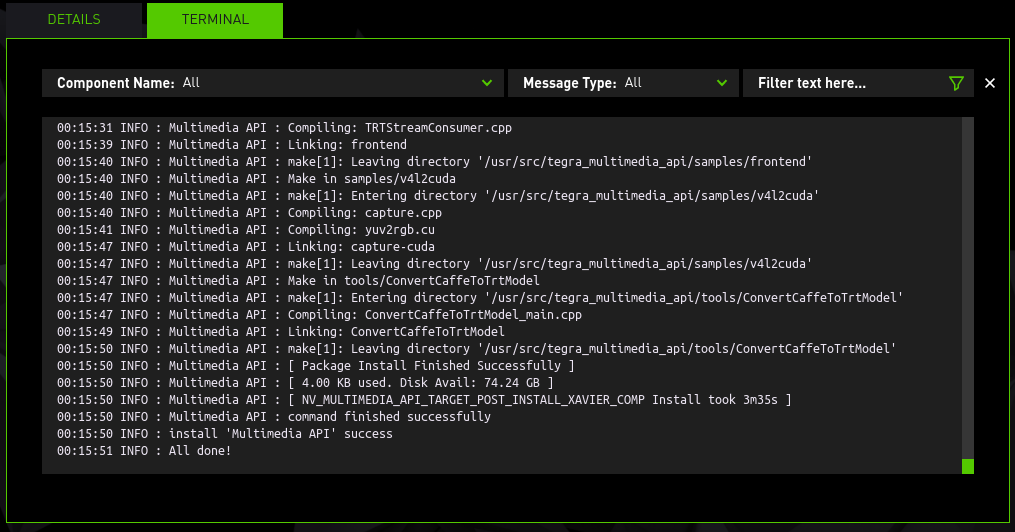 DETAILS TERMINAL
Component Name: All Message Type: All Filter text here...
00:15:31 INFO : Multimedia API : Compiling: TRTStreamConsumer.cpp
00:15:39 INFO : Multimedia API : Linking: frontend
00:15:40 INFO : Multimedia API : make[1]: Leaving directory '/usr/src/tegra_multimedia_api/samples/frontend'
00:15:40 INFO : Multimedia API : Make in samples/v4l2cuda
00:15:40 INFO : Multimedia API : make[1]: Entering directory '/usr/src/tegra_multimedia_api/samples/v4l2cuda'
00:15:40 INFO : Multimedia API : Compiling: capture.cpp
00:15:41 INFO : Multimedia API : Compiling: yuv2rgb.cu
00:15:47 INFO : Multimedia API : Linking: capture-cuda
00:15:47 INFO : Multimedia API : make[1]: Leaving directory '/usr/src/tegra_multimedia_api/samples/v4l2cuda'
00:15:47 INFO : Multimedia API : Make in tools/ConvertCaffeToTrtModel
00:15:47 INFO : Multimedia API : make[1]: Entering directory '/usr/src/tegra_multimedia_api/tools/ConvertCaffeToTrtModel'
00:15:47 INFO : Multimedia API : Compiling: ConvertCaffeToTrtModel_main.cpp
00:15:49 INFO : Multimedia API : Linking: ConvertCaffeToTrtModel
00:15:50 INFO : Multimedia API : make[1]: Leaving directory '/usr/src/tegra_multimedia_api/tools/ConvertCaffeToTrtModel'
00:15:50 INFO : Multimedia API : [ Package Install Finished Successfully ]
00:15:50 INFO : Multimedia API : [ 4.00 KB used. Disk Avail: 74.24 GB ]
00:15:50 INFO : Multimedia API : [ NV_MULTIMEDIA_API_TARGET_POST_INSTALL_XAVIER_COMP Install took 3m35s ]
00:15:50 INFO : Multimedia API : command finished successfully
00:15:50 INFO : install 'Multimedia API' success
00:15:51 INFO : All done!